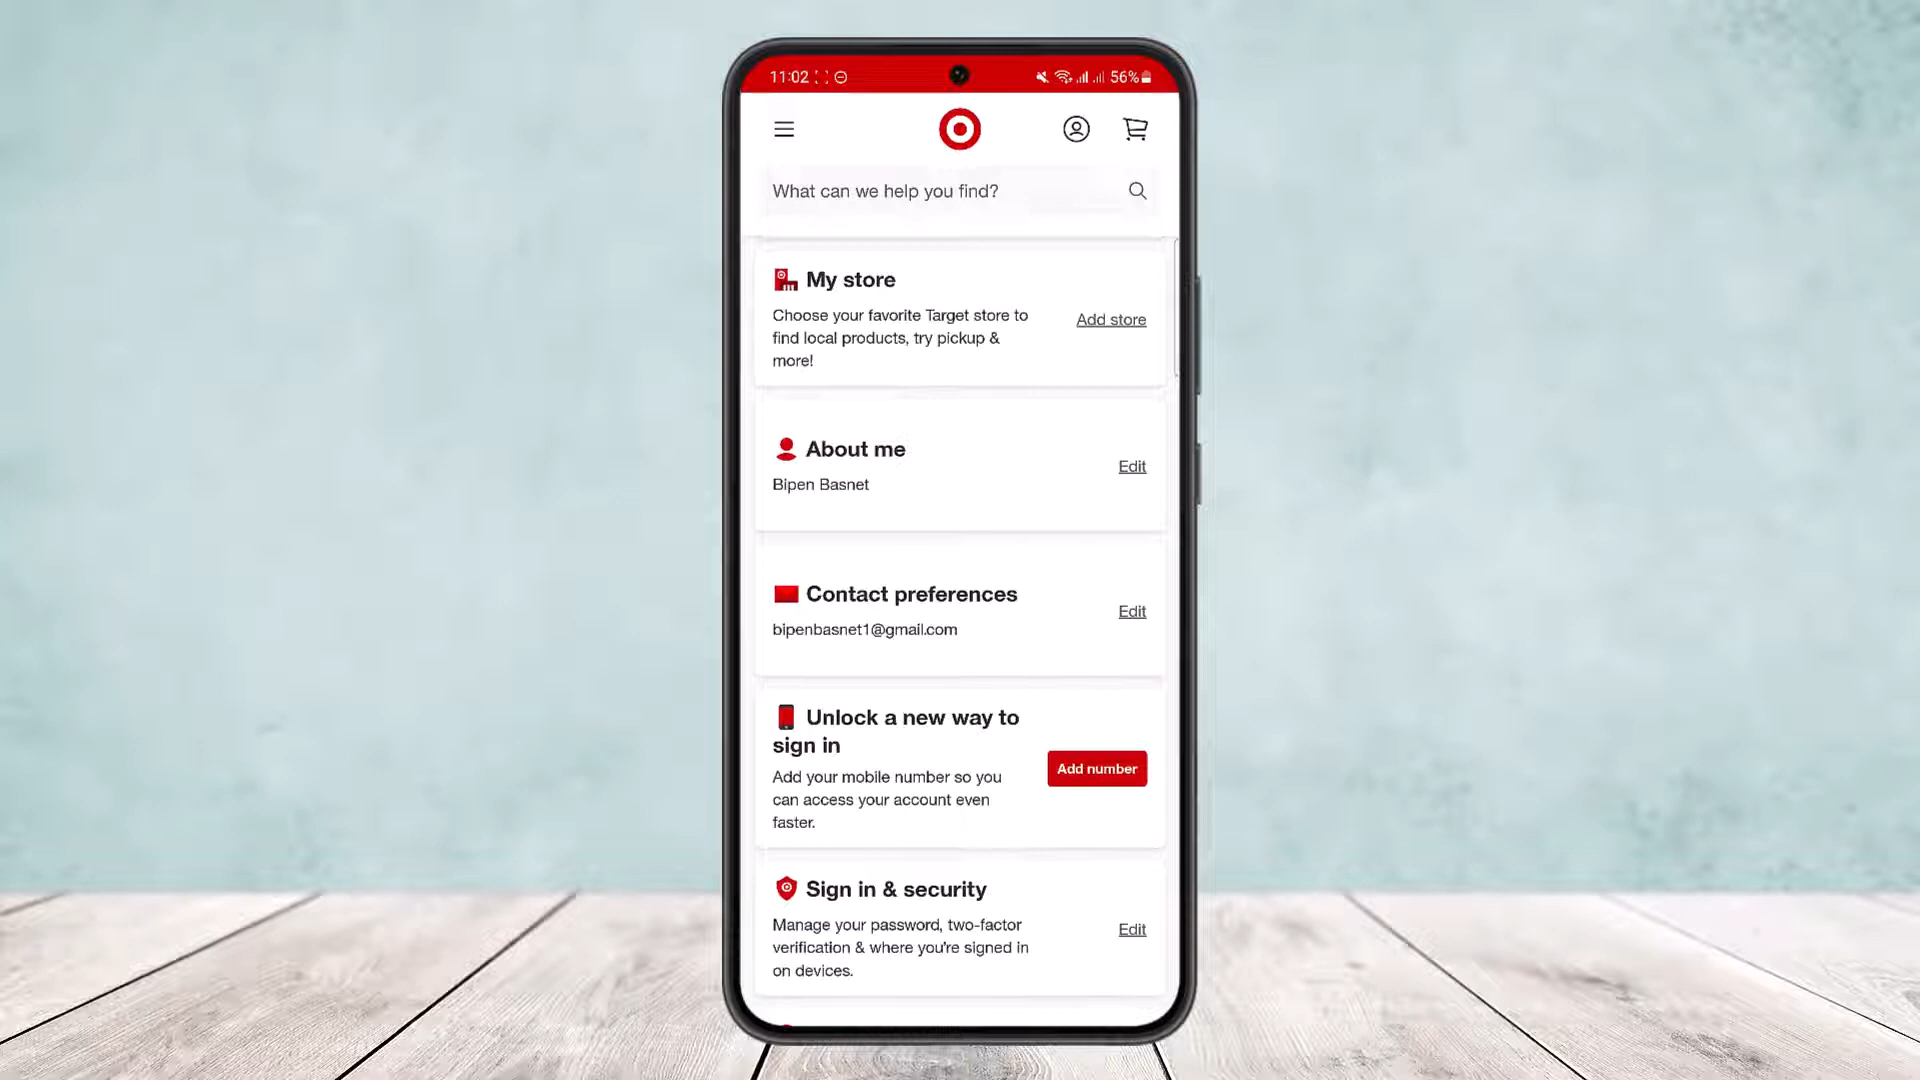 11:02 56%
What can we help you find?
My store
Choose your favorite Target store to
find local products, try pickup &
more!
Add store
About me
Bipen Basnet
Edit
Contact preferences
bipenbasnet1@gmail.com
Edit
Unlock a new way to
sign in
Add your mobile number so you
can access your account even
faster.
Add number
Sign in & security
Manage your password, two-factor
verification & where you're signed in
on devices.
Edit